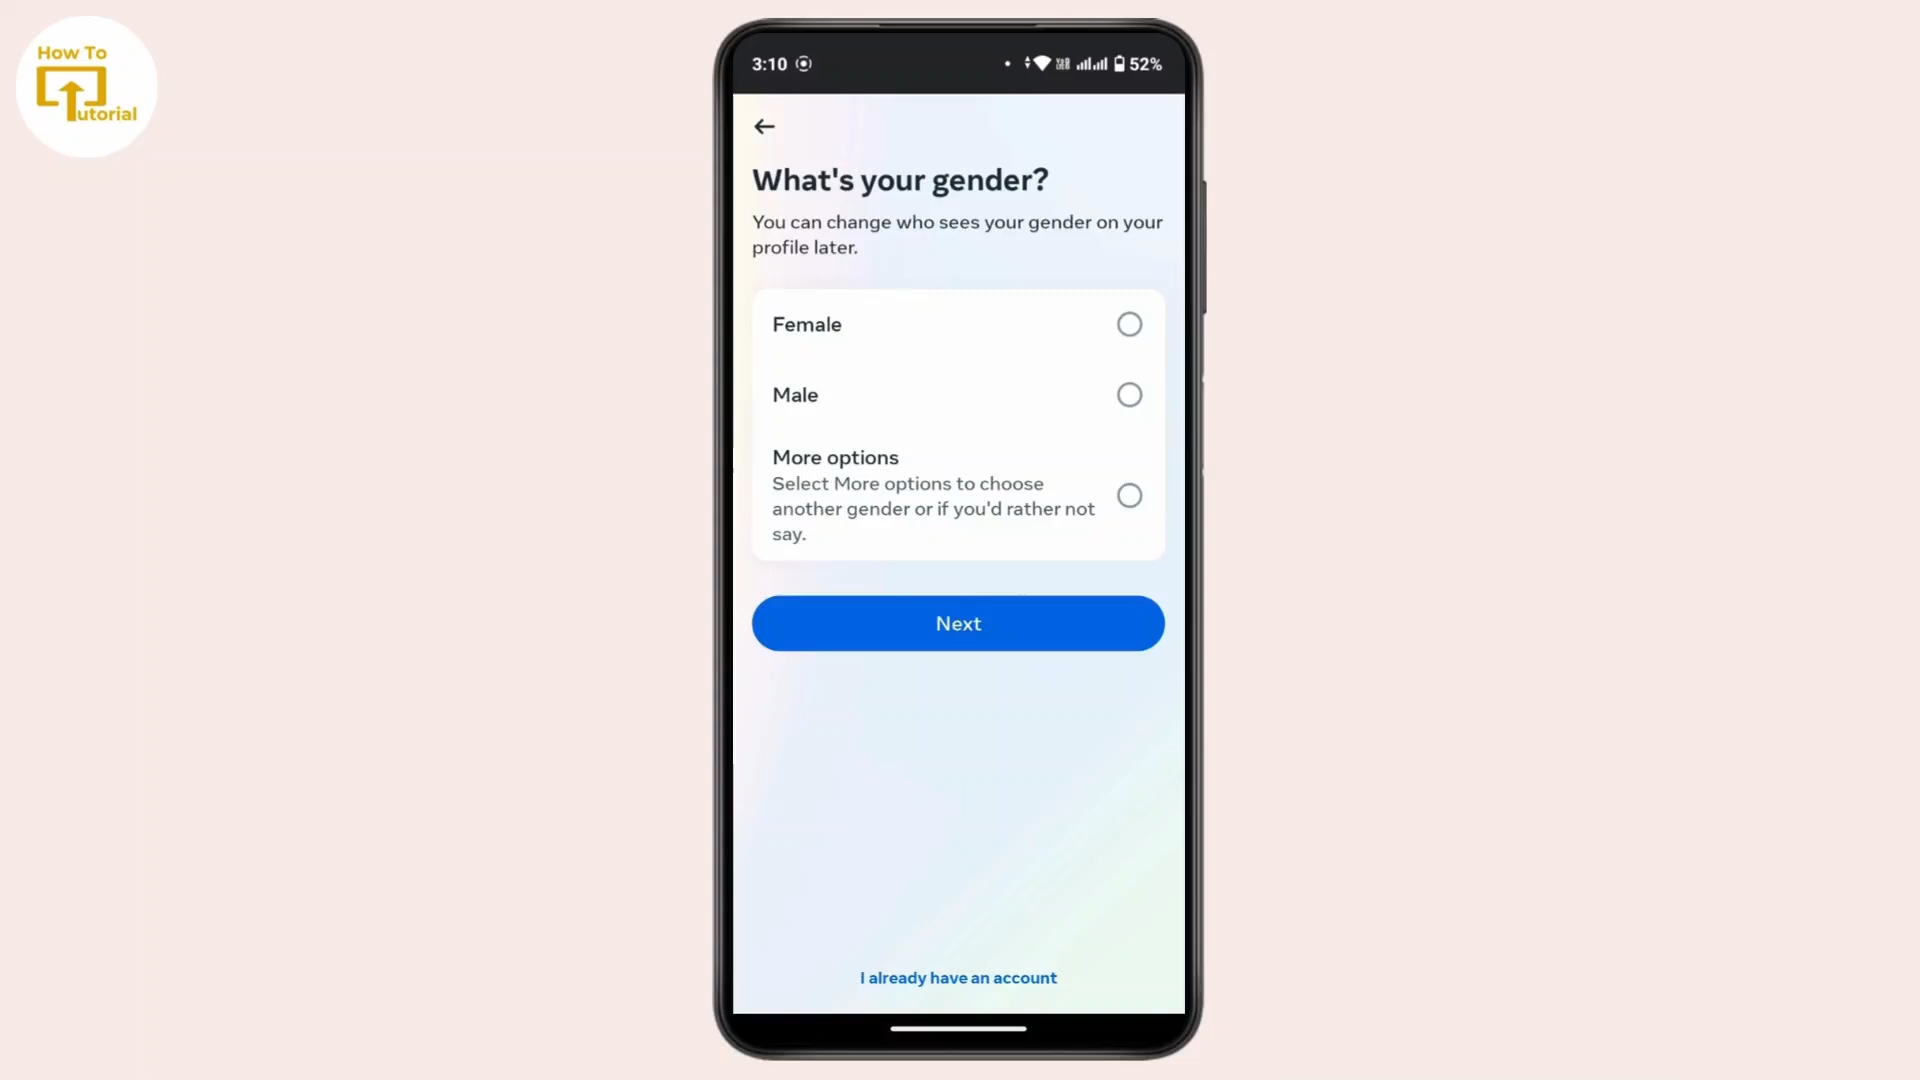 How To
Tutorial
3:10
52%
What's your gender?
You can change who sees your gender on your
profile later.
Female
Male
More options
Select More options to choose
another gender or if you'd rather not
say.
Next
I already have an account